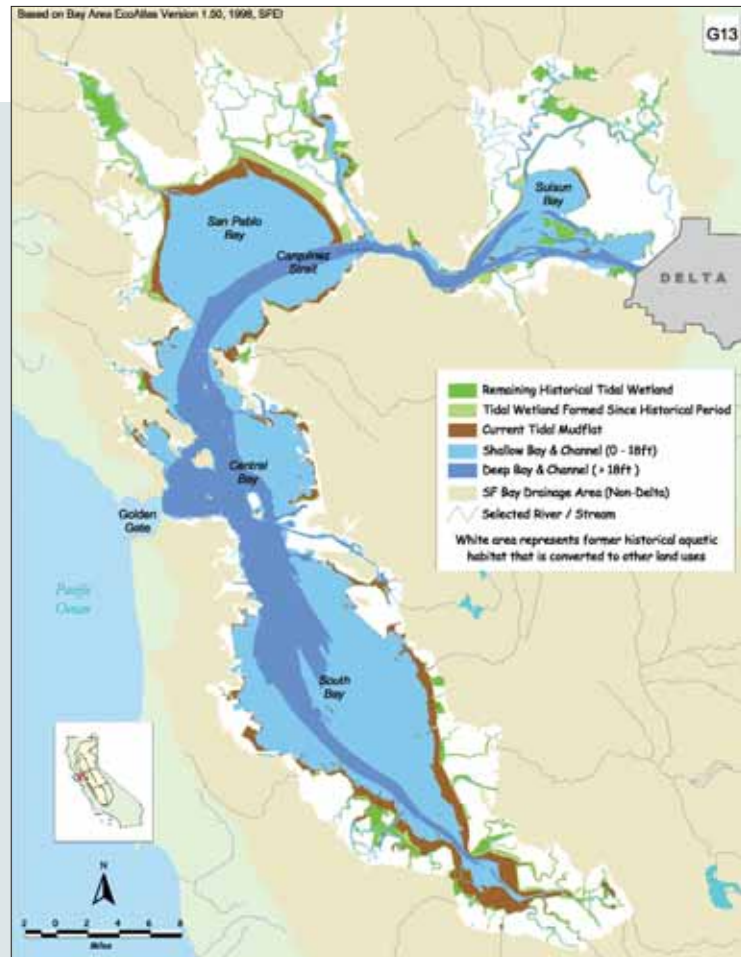 Based on Bay Area EcoAtlas Version 1.50, 1998, SFEI
G13
San Pablo
Bay
Suisun
Bay
Carquinez
Strait
DELTA
Remaining Historical Tidal Wetland
Tidal Wetland Formed Since Historical Period
Current Tidal Mudflat
Shallow Bay & Channel (0 - 18ft)
Deep Bay & Channel ( > 18ft )
SF Bay Drainage Area (Non-Delta)
Selected River / Stream
White area represents former historical aquatic
habitat that is converted to other land uses
Central
Bay
Golden
Gate
Pacific
Ocean
South
Bay
N
2 0 2 4 6 8
Miles